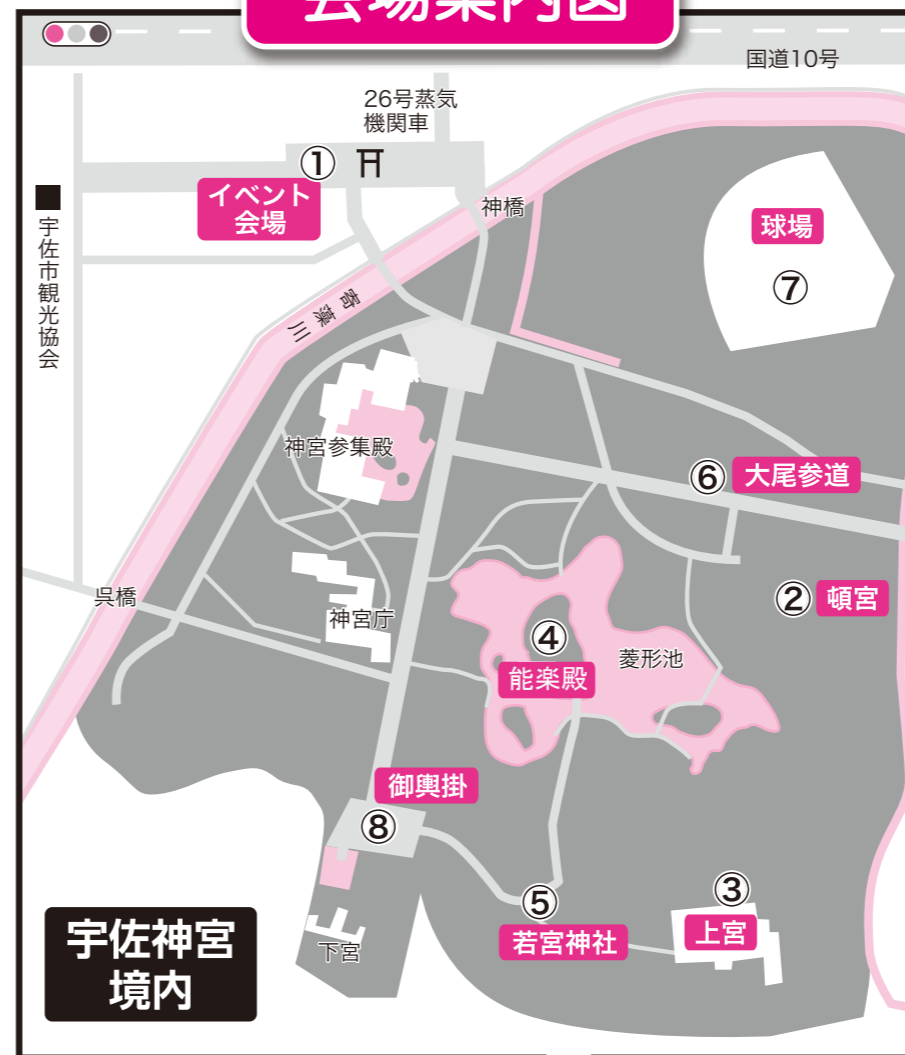 会場案内図
国道10号
26号蒸気
機関車
①
イベント
会場
神橋
球場
⑦
宇佐市観光協会
寄藻川
神宮参集殿
⑥
大尾参道
呉橋
神宮庁
②
頓宮
④
能楽殿
菱形池
御輿掛
⑧
③
上宮
⑤
若宮神社
下宮
宇佐神宮
境内